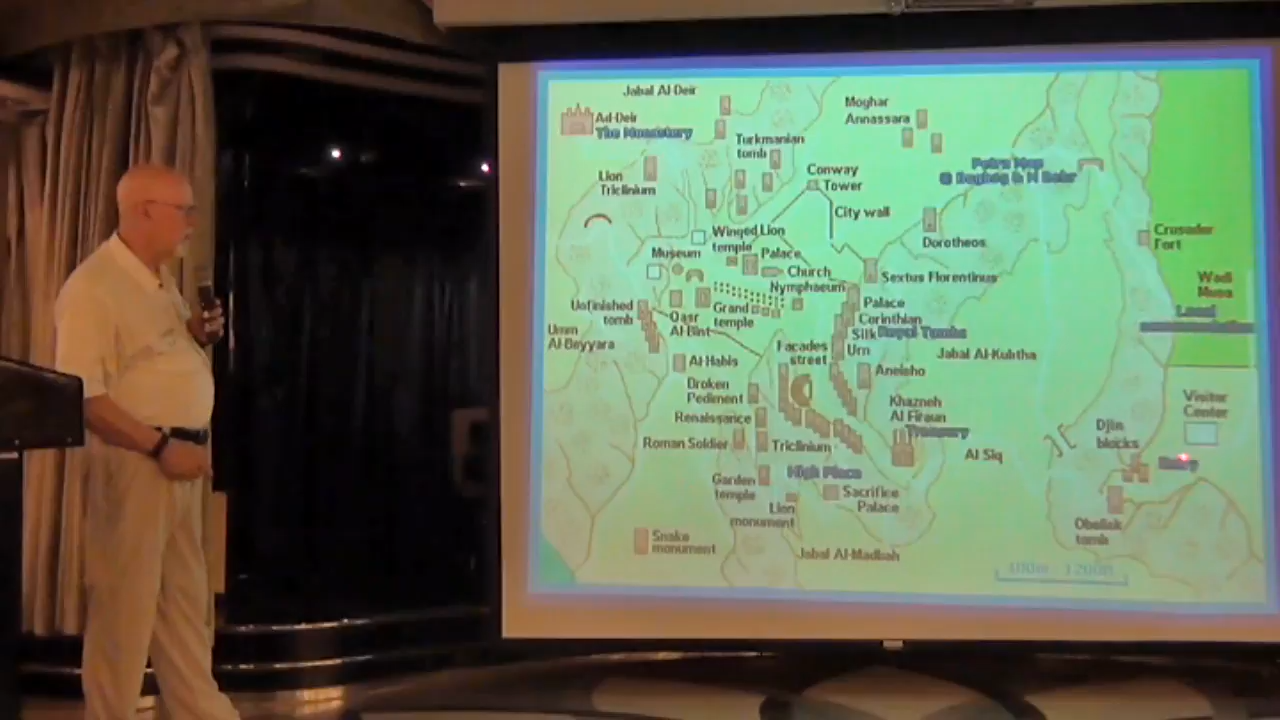 Jabal Al-Deir
Ad-Deir
The Monastery
Moghar
Annassara
Turkmanian
tomb
Lion
Triclinium
Conway
Tower
City wall
Petra Map
Dorotheos
Crusader
Fort
Winged Lion
temple
Museum
Palace
Church
Nymphaeum
Sextus Florentinus
Wadi
Musa
Local
Unfinished
tomb
Umm
Al-Beyyara
Qasr
Al-Bint
Grand
temple
Palace
Corinthian
Silk
Royal Tombs
Urn
Facades
street
Jabal Al-Kubtha
Al-Habis
Aneisho
Broken
Pediment
Renaissance
Khazneh
Al Firaun
Treasury
Visitor
Center
Roman Soldier
Triclinium
Al Siq
Djin
blocks
Entry
High Place
Garden
temple
Lion
monument
Sacrifice
Palace
Obelisk
tomb
Snake
monument
Jabal Al-Madbah